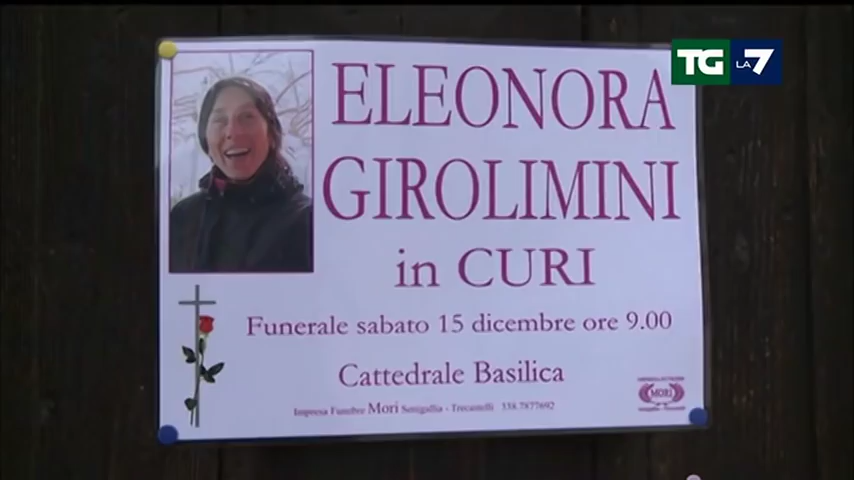 TG LA7
ELEONORA
GIROLIMINI
in CURI
Funerale sabato 15 dicembre ore 9.00
Cattedrale Basilica
Impresa Funebre Mori Senigallia - Trecastelli 338.7877692
MORI